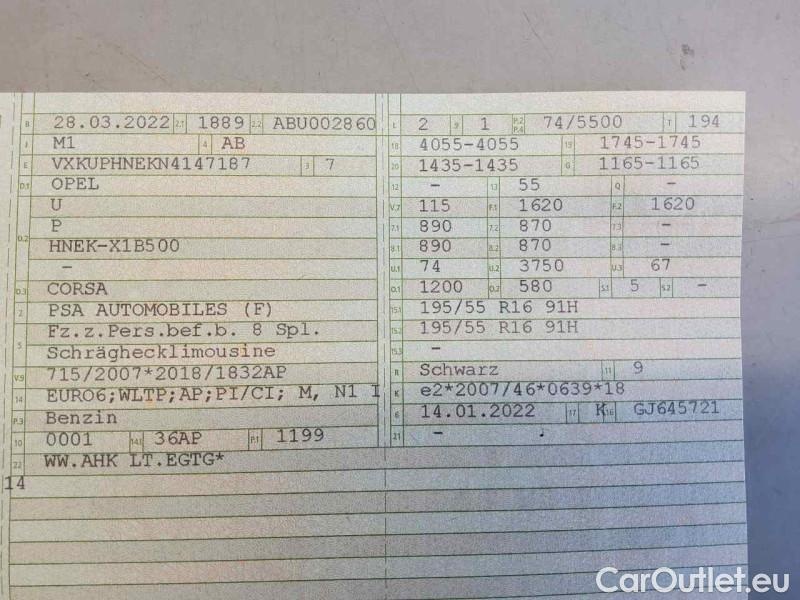 B 28.03.2022 2.1 1889 2.2 ABU002860
J M1 4 AB
E VXKUPHNEKN4147187 3 7
D.1 OPEL
U
P
D.2 HNEK-X1B500
-
D.3 CORSA
2 PSA AUTOMOBILES (F)
Fz.z.Pers.bef.b. 8 Spl.
5 Schräghecklimousine
V.9 715/2007*2018/1832AP
14 EURO6;WLTP;AP;PI/CI; M, N1 I
P.3 Benzin
10 0001 14.1 36AP P.1 1199
22 WW.AHK LT.EGTG*
14
L 2 9 1 P.2 P.4 74/5500 T 194
18 4055-4055 19 1745-1745
20 1435-1435 G 1165-1165
12 - 13 55 Q -
V.7 115 F.1 1620 F.2 1620
7.1 890 7.2 870 7.3 -
8.1 890 8.2 870 8.3 -
U.1 74 U.2 3750 U.3 67
O.1 1200 O.2 580 S.1 5 S.2 -
15.1 195/55 R16 91H
15.2 195/55 R16 91H
15.3 -
R Schwarz 11 9
K e2*2007/46*0639*18
6 14.01.2022 17 K 16 GJ645721
21 -
CarOutlet.eu